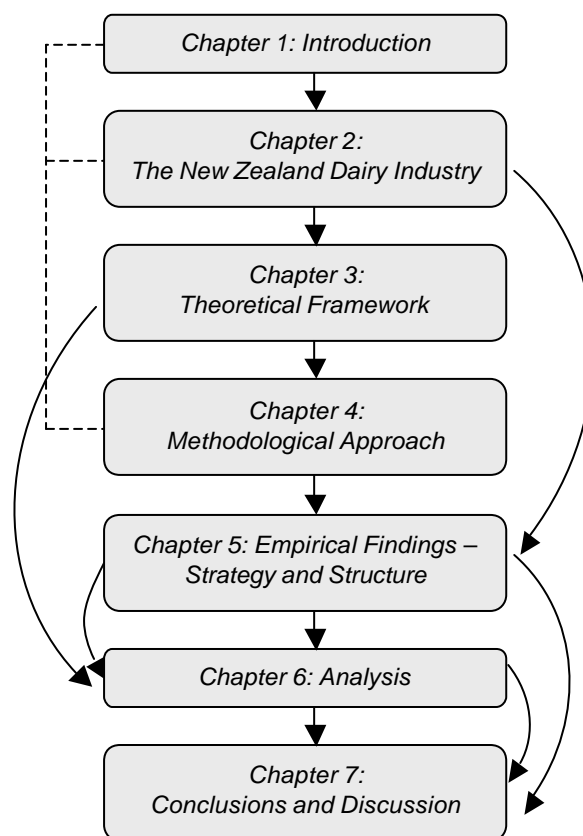 Chapter 1: Introduction
Chapter 2:
The New Zealand Dairy Industry
Chapter 3:
Theoretical Framework
Chapter 4:
Methodological Approach
Chapter 5: Empirical Findings –
Strategy and Structure
Chapter 6: Analysis
Chapter 7:
Conclusions and Discussion